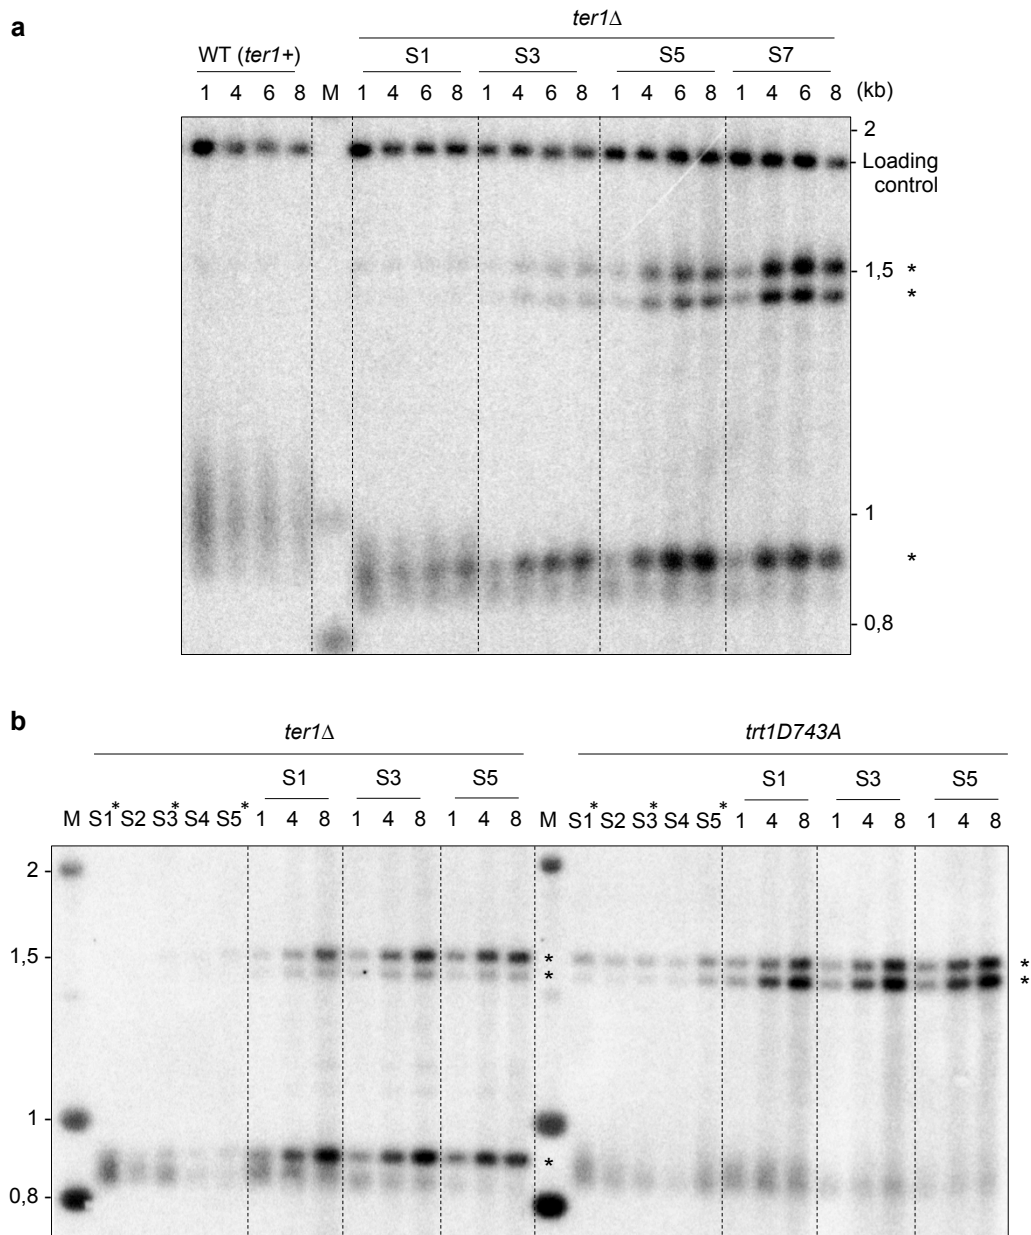 a
ter1Δ
WT (ter1+) S1 S3 S5 S7
1 4 6 8 M 1 4 6 8 1 4 6 8 1 4 6 8 1 4 6 8 (kb)
2
Loading
control
1,5 *
*
1
*
0,8
b
ter1Δ trt1D743A
S1 S3 S5 S1 S3 S5
M S1* S2 S3* S4 S5* 1 4 8 1 4 8 1 4 8 M S1* S2 S3* S4 S5* 1 4 8 1 4 8 1 4 8
2
1,5 * *
* *
1
*
0,8